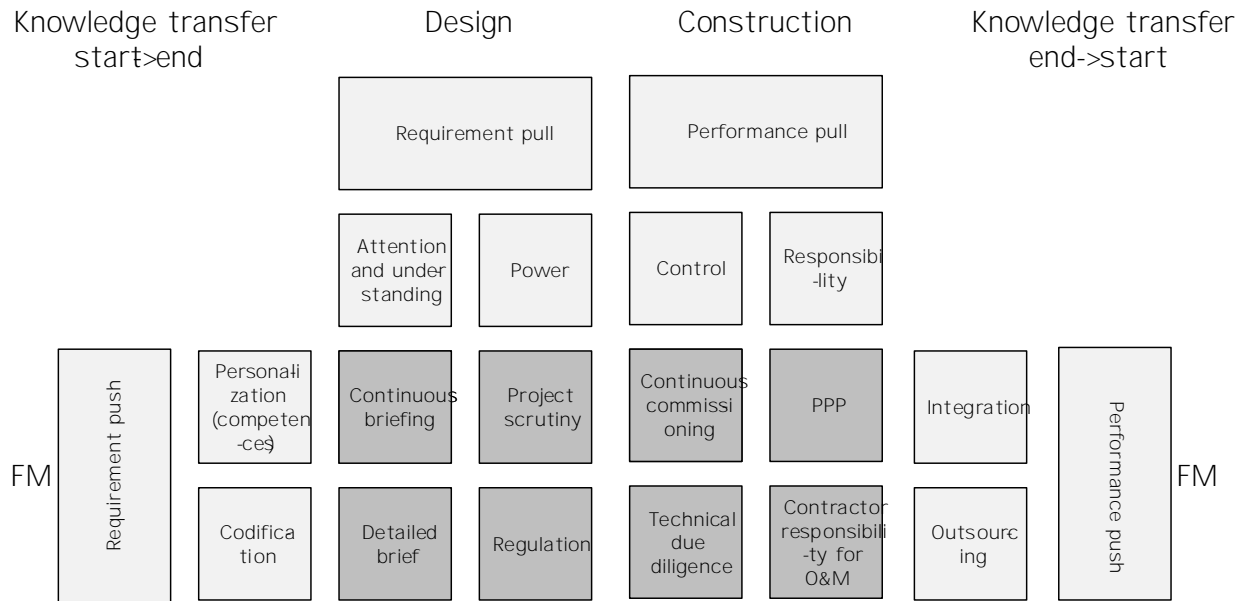 Knowledge transfer
start->end
Design
Construction
Knowledge transfer
end->start
Requirement pull
Performance pull
Attention
and under-
standing
Power
Control
Responsibi
-lity
FM
Requirement push
Personali-
zation
(competen
-ces)
Continuous
briefing
Project
scrutiny
Continuous
commissi-
oning
PPP
Integration
Performance push
FM
Codifica-
tion
Detailed
brief
Regulation
Technical
due
diligence
Contractor
responsibili
-ty for
O&M
Outsourc-
ing